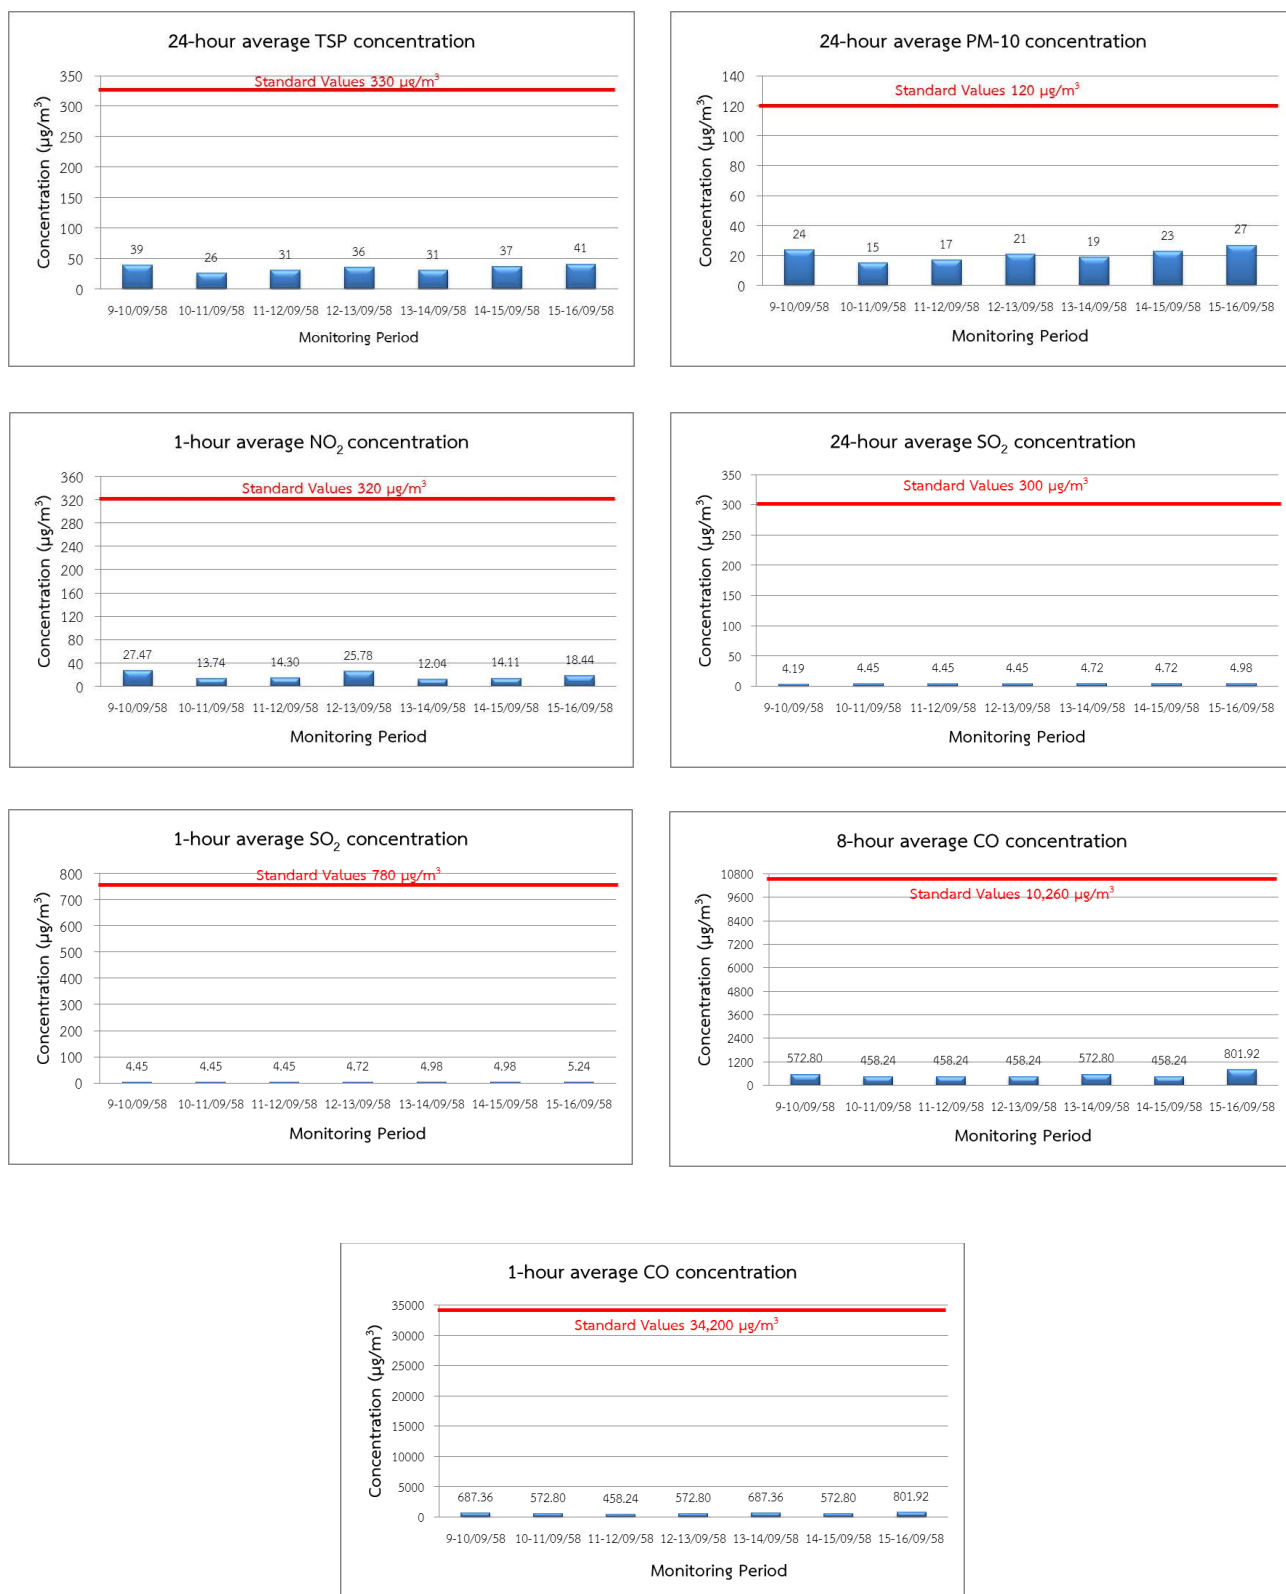 24-hour average TSP concentration
Standard Values 330 µg/m³
Concentration (µg/m³)
350
300
250
200
150
100
50
0
39 26 31 36 31 37 41
9-10/09/58 10-11/09/58 11-12/09/58 12-13/09/58 13-14/09/58 14-15/09/58 15-16/09/58
Monitoring Period
24-hour average PM-10 concentration
Standard Values 120 µg/m³
Concentration (µg/m³)
140
120
100
80
60
40
20
0
24 15 17 21 19 23 27
9-10/09/58 10-11/09/58 11-12/09/58 12-13/09/58 13-14/09/58 14-15/09/58 15-16/09/58
Monitoring Period
1-hour average NO₂ concentration
Standard Values 320 µg/m³
Concentration (µg/m³)
360
320
280
240
200
160
120
80
40
0
27.47 13.74 14.30 25.78 12.04 14.11 18.44
9-10/09/58 10-11/09/58 11-12/09/58 12-13/09/58 13-14/09/58 14-15/09/58 15-16/09/58
Monitoring Period
24-hour average SO₂ concentration
Standard Values 300 µg/m³
Concentration (µg/m³)
350
300
250
200
150
100
50
0
4.19 4.45 4.45 4.45 4.72 4.72 4.98
9-10/09/58 10-11/09/58 11-12/09/58 12-13/09/58 13-14/09/58 14-15/09/58 15-16/09/58
Monitoring Period
1-hour average SO₂ concentration
Standard Values 780 µg/m³
Concentration (µg/m³)
800
700
600
500
400
300
200
100
0
4.45 4.45 4.45 4.72 4.98 4.98 5.24
9-10/09/58 10-11/09/58 11-12/09/58 12-13/09/58 13-14/09/58 14-15/09/58 15-16/09/58
Monitoring Period
8-hour average CO concentration
Standard Values 10,260 µg/m³
Concentration (µg/m³)
10800
9600
8400
7200
6000
4800
3600
2400
1200
0
572.80 458.24 458.24 458.24 572.80 458.24 801.92
9-10/09/58 10-11/09/58 11-12/09/58 12-13/09/58 13-14/09/58 14-15/09/58 15-16/09/58
Monitoring Period
1-hour average CO concentration
Standard Values 34,200 µg/m³
Concentration (µg/m³)
35000
30000
25000
20000
15000
10000
5000
0
687.36 572.80 458.24 572.80 687.36 572.80 801.92
9-10/09/58 10-11/09/58 11-12/09/58 12-13/09/58 13-14/09/58 14-15/09/58 15-16/09/58
Monitoring Period